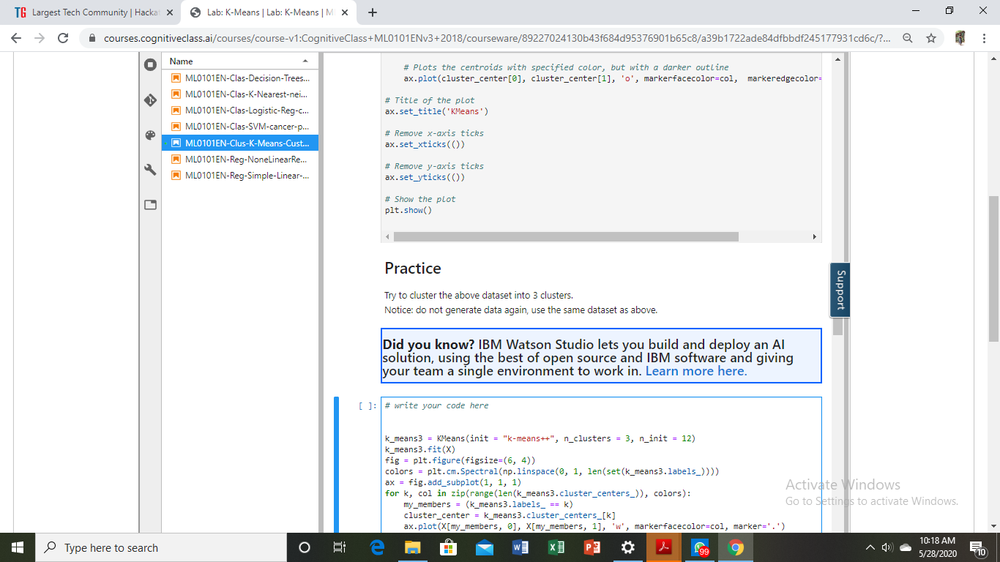 Largest Tech Community | Hacka
Lab: K-Means | Lab: K-Means | M
courses.cognitiveclass.ai/courses/course-v1:CognitiveClass+ML0101ENv3+2018/courseware/89227024130b43f684d95376901b65c8/a39b1722ade84dfbbdf245177931cd6c/?...
Name
ML0101EN-Clas-Decision-Trees...
ML0101EN-Clas-K-Nearest-nei...
ML0101EN-Clas-Logistic-Reg-c...
ML0101EN-Clas-SVM-cancer-p...
ML0101EN-Clus-K-Means-Cust...
ML0101EN-Reg-NoneLinearRe...
ML0101EN-Reg-Simple-Linear-...
# Plots the centroids with specified color, but with a darker outline
ax.plot(cluster_center[0], cluster_center[1], 'o', markerfacecolor=col,  markeredgecolor=
# Title of the plot
ax.set_title('KMeans')
# Remove x-axis ticks
ax.set_xticks(())
# Remove y-axis ticks
ax.set_yticks(())
# Show the plot
plt.show()
Practice
Try to cluster the above dataset into 3 clusters.
Notice: do not generate data again, use the same dataset as above.
Did you know? IBM Watson Studio lets you build and deploy an AI
solution, using the best of open source and IBM software and giving
your team a single environment to work in. Learn more here.
[ ]: # write your code here
k_means3 = KMeans(init = "k-means++", n_clusters = 3, n_init = 12)
k_means3.fit(X)
fig = plt.figure(figsize=(6, 4))
colors = plt.cm.Spectral(np.linspace(0, 1, len(set(k_means3.labels_))))
ax = fig.add_subplot(1, 1, 1)
for k, col in zip(range(len(k_means3.cluster_centers_)), colors):
my_members = (k_means3.labels_ == k)
cluster_center = k_means3.cluster_centers_[k]
ax.plot(X[my_members, 0], X[my_members, 1], 'w', markerfacecolor=col, marker='.')
Support
Activate Windows
Go to Settings to activate Windows.
Type here to search
99
10:18 AM
5/28/2020
10